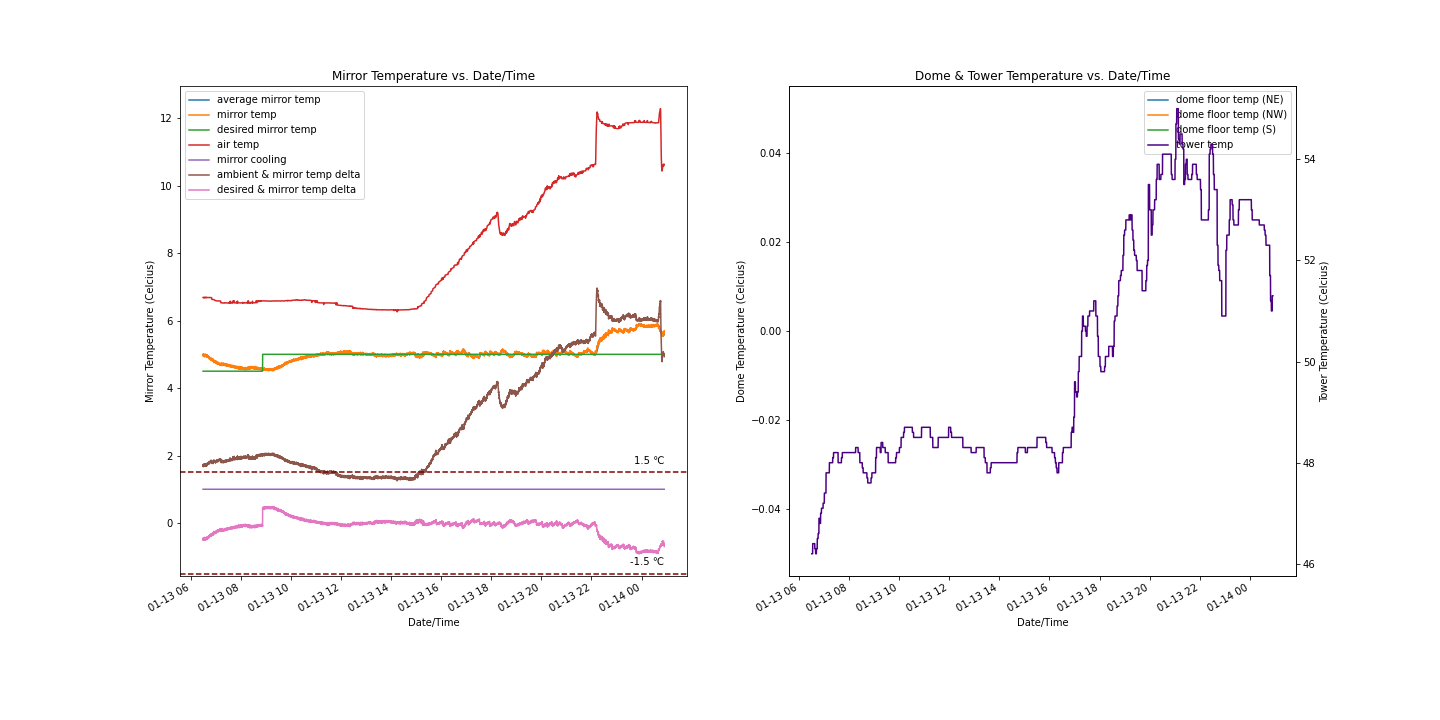 Mirror Temperature vs. Date/Time
average mirror temp
mirror temp
desired mirror temp
air temp
mirror cooling
ambient & mirror temp delta
desired & mirror temp delta
12
10
8
6
4
2
0
Mirror Temperature (Celcius)
1.5 ℃
-1.5 ℃
01-13 06
01-13 08
01-13 10
01-13 12
01-13 14
01-13 16
01-13 18
01-13 20
01-13 22
01-14 00
Date/Time
Dome & Tower Temperature vs. Date/Time
dome floor temp (NE)
dome floor temp (NW)
dome floor temp (S)
tower temp
0.04
0.02
0.00
−0.02
−0.04
Dome Temperature (Celcius)
54
52
50
48
46
Tower Temperature (Celcius)
01-13 06
01-13 08
01-13 10
01-13 12
01-13 14
01-13 16
01-13 18
01-13 20
01-13 22
01-14 00
Date/Time